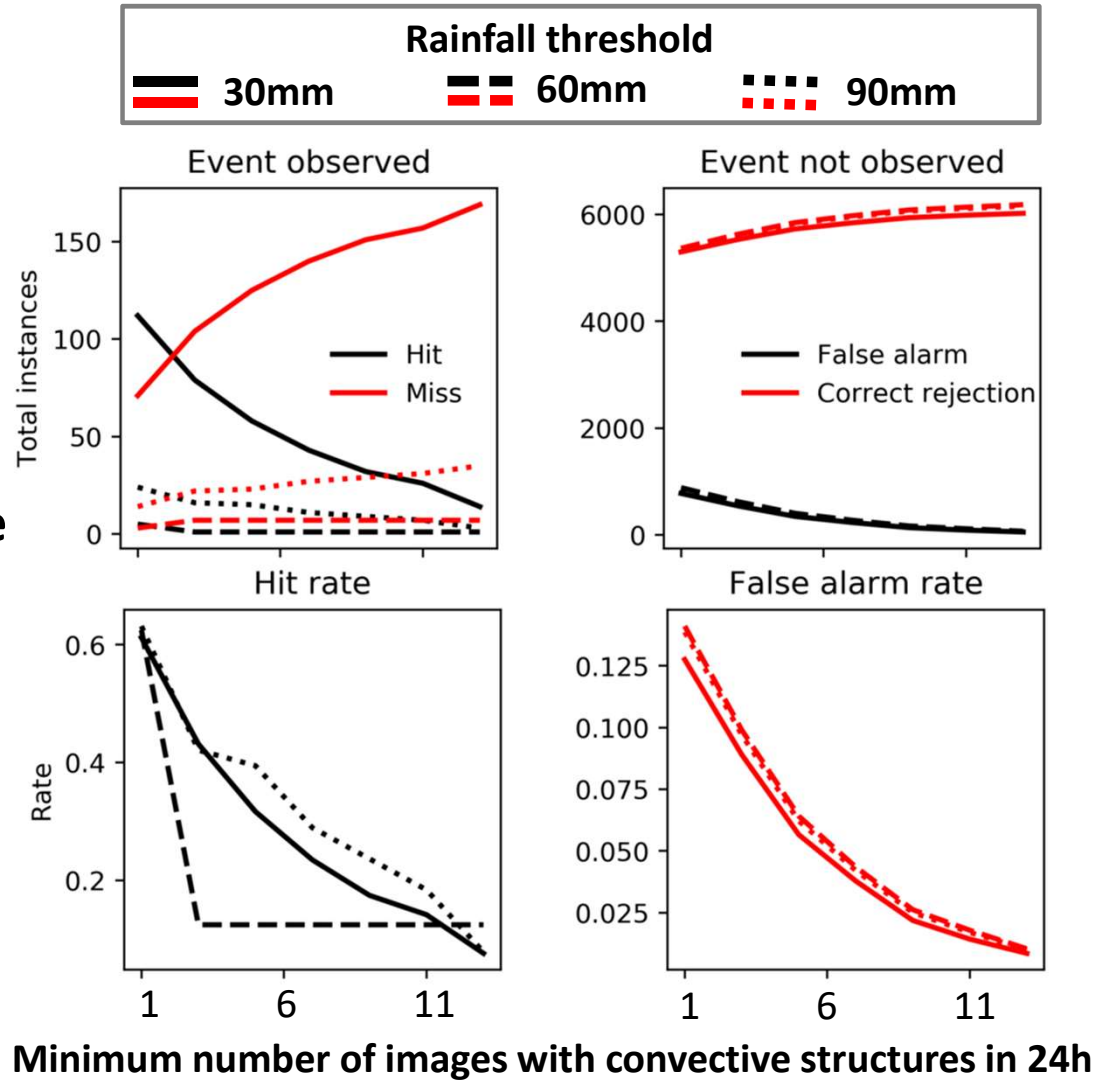 Rainfall threshold
30mm 60mm 90mm
Event observed
Total instances
150
100
50
0
Hit
Miss
Event not observed
6000
4000
2000
0
False alarm
Correct rejection
e
Hit rate
Rate
0.6
0.4
0.2
1 6 11
False alarm rate
0.125
0.100
0.075
0.050
0.025
1 6 11
Minimum number of images with convective structures in 24h